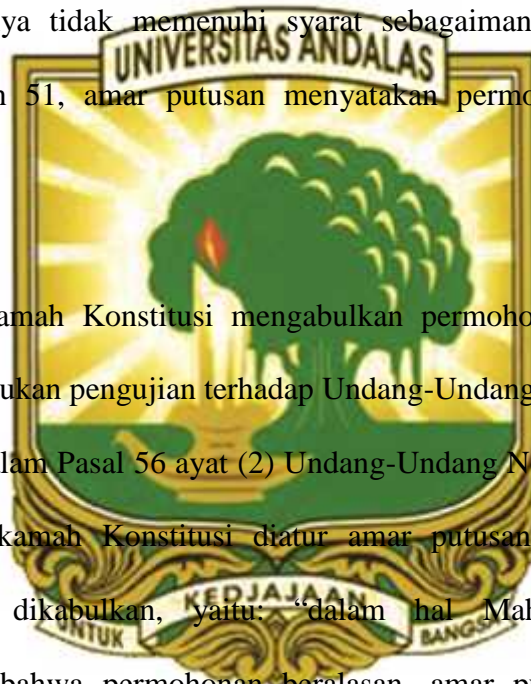 ya tidak memenuhi syarat sebagaiman
UNIVERSITAS ANDALAS
51, amar putusan menyatakan permo
amah Konstitusi mengabulkan permoho
ukan pengujian terhadap Undang-Undang
lam Pasal 56 ayat (2) Undang-Undang N
kamah Konstitusi diatur amar putusan
KEDJAJAAN
dikabulkan, yaitu: “dalam hal Mah
UNTUK BANGSA
bahwa permohonan beralasan, amar p